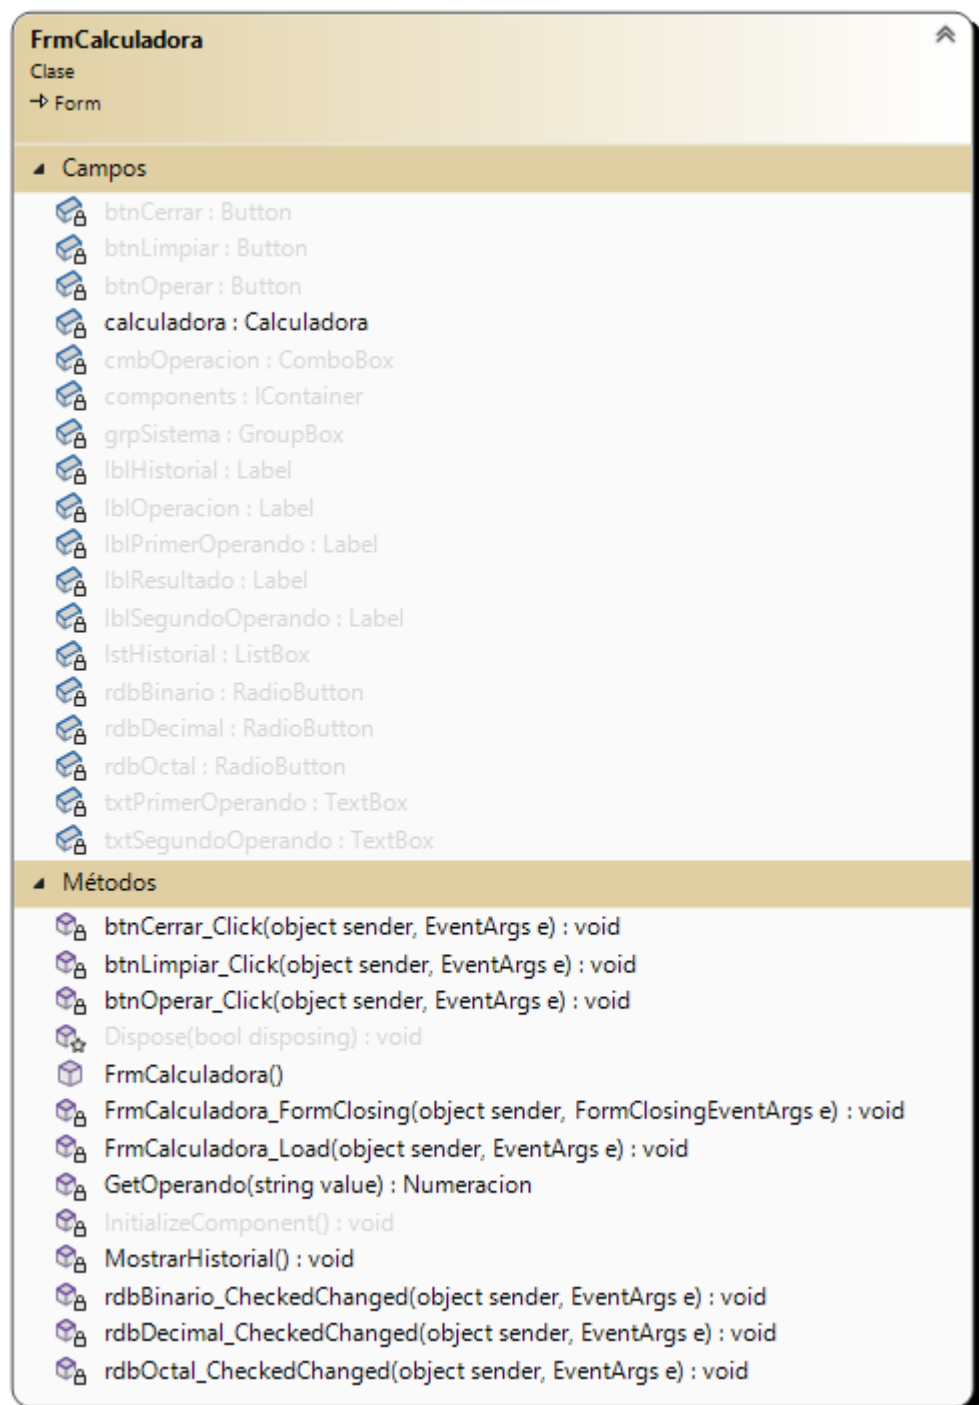 FrmCalculadora
Clase
Form
Campos
btnCerrar : Button
btnLimpiar : Button
btnOperar : Button
calculadora : Calculadora
cmbOperacion : ComboBox
components : IContainer
grpSistema : GroupBox
lblHistorial : Label
lblOperacion : Label
lblPrimerOperando : Label
lblResultado : Label
lblSegundoOperando : Label
lstHistorial : ListBox
rdbBinario : RadioButton
rdbDecimal : RadioButton
rdbOctal : RadioButton
txtPrimerOperando : TextBox
txtSegundoOperando : TextBox
Métodos
btnCerrar_Click(object sender, EventArgs e) : void
btnLimpiar_Click(object sender, EventArgs e) : void
btnOperar_Click(object sender, EventArgs e) : void
Dispose(bool disposing) : void
FrmCalculadora()
FrmCalculadora_FormClosing(object sender, FormClosingEventArgs e) : void
FrmCalculadora_Load(object sender, EventArgs e) : void
GetOperando(string value) : Numeracion
InitializeComponent() : void
MostrarHistorial() : void
rdbBinario_CheckedChanged(object sender, EventArgs e) : void
rdbDecimal_CheckedChanged(object sender, EventArgs e) : void
rdbOctal_CheckedChanged(object sender, EventArgs e) : void